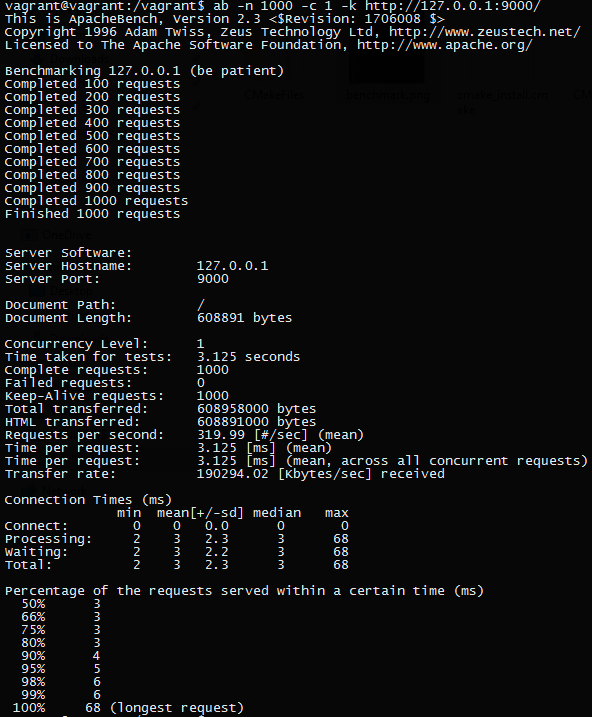 vagrant@vagrant:/vagrant$ ab -n 1000 -c 1 -k http://127.0.0.1:9000/
This is ApacheBench, Version 2.3 <$Revision: 1706008 $>
Copyright 1996 Adam Twiss, Zeus Technology Ltd, http://www.zeustech.net/
Licensed to The Apache Software Foundation, http://www.apache.org/

Benchmarking 127.0.0.1 (be patient)
Completed 100 requests
Completed 200 requests
Completed 300 requests
Completed 400 requests
Completed 500 requests
Completed 600 requests
Completed 700 requests
Completed 800 requests
Completed 900 requests
Completed 1000 requests
Finished 1000 requests

Server Software:
Server Hostname:        127.0.0.1
Server Port:            9000

Document Path:          /
Document Length:        608891 bytes

Concurrency Level:      1
Time taken for tests:   3.125 seconds
Complete requests:      1000
Failed requests:        0
Keep-Alive requests:    1000
Total transferred:      608958000 bytes
HTML transferred:       608891000 bytes
Requests per second:    319.99 [#/sec] (mean)
Time per request:       3.125 [ms] (mean)
Time per request:       3.125 [ms] (mean, across all concurrent requests)
Transfer rate:          190294.02 [Kbytes/sec] received

Connection Times (ms)
              min  mean[+/-sd] median   max
Connect:        0    0   0.0      0       0
Processing:     2    3   2.3      3      68
Waiting:        2    3   2.2      3      68
Total:          2    3   2.3      3      68

Percentage of the requests served within a certain time (ms)
  50%      3
  66%      3
  75%      3
  80%      3
  90%      4
  95%      5
  98%      6
  99%      6
 100%     68 (longest request)